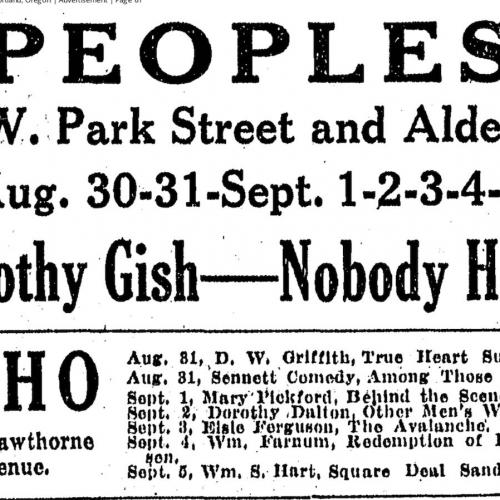 ortland, Oregon | Advertisement | Page 61
PEOPLES
W. Park Street and Alde
Aug. 30-31-Sept. 1-2-3-4-
othy Gish—Nobody H
HO
awthorne
enue.
Aug. 31, D. W. Griffith, True Heart Su
Aug. 31, Sennett Comedy, Among Those
Sept. 1, Mary Pickford, Behind the Scen
Sept. 2, Dorothy Dalton, Other Men's W
Sept. 3, Elsie Ferguson, The Avalanche.
Sept. 4, Wm. Farnum, Redemption of
son.
Sept. 5, Wm. S. Hart, Square Deal Sand